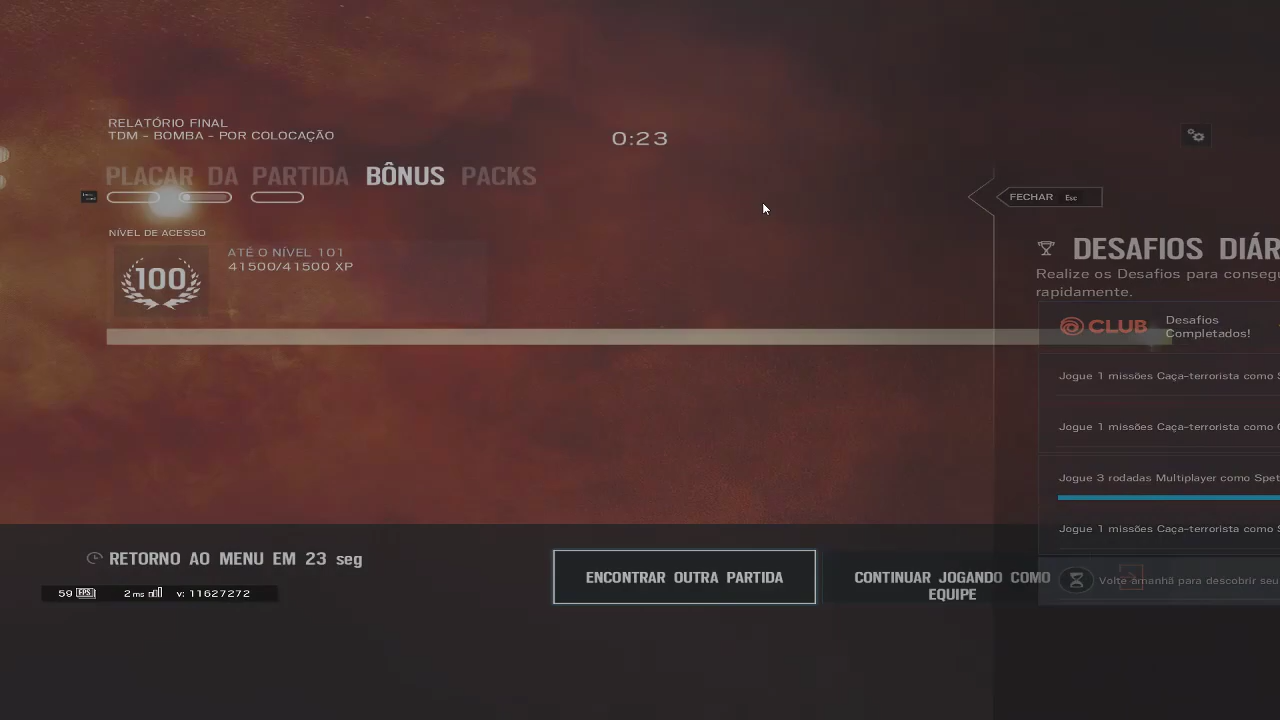 RELATÓRIO FINAL
TDM - BOMBA - POR COLOCAÇÃO
0:23
PLACAR DA PARTIDA BÔNUS PACKS
FECHAR Esc
NÍVEL DE ACESSO
100
ATÉ O NÍVEL 101
41500/41500 XP
DESAFIOS DIÁR
Realize os Desafios para consegu
rapidamente.
CLUB
Desafios
Completados!
Jogue 1 missões Caça-terrorista como S
Jogue 1 missões Caça-terrorista como
Jogue 3 rodadas Multiplayer como Spet
Jogue 1 missões Caça-terrorista como S
Volte amanhã para descobrir seu
RETORNO AO MENU EM 23 seg
ENCONTRAR OUTRA PARTIDA
CONTINUAR JOGANDO COMO
EQUIPE
59 FPS 2 ms v: 11627272